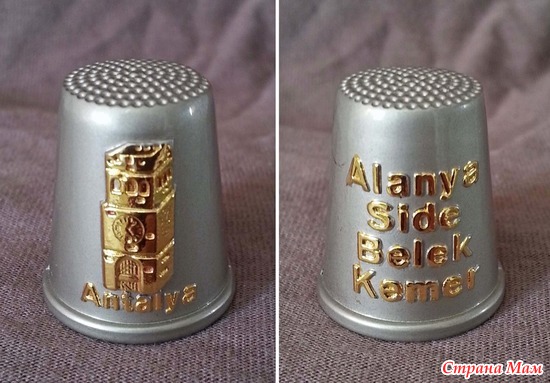 Antalya
Alanya
Side
Belek
Kemer
Страна Мам